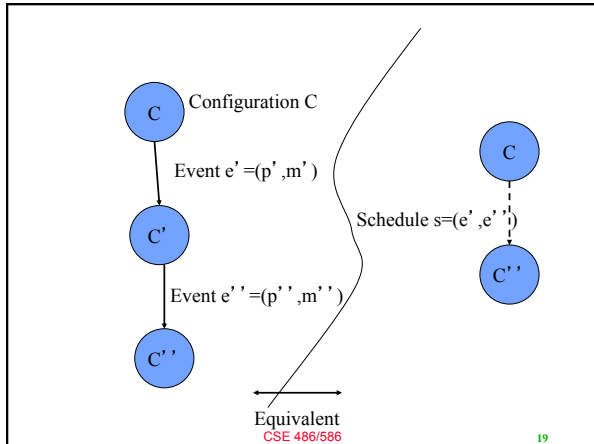 C
Configuration C
Event e'=(p',m')
C'
Event e''=(p'',m'')
C''
C
Schedule s=(e',e'')
C''
Equivalent
CSE 486/586
19